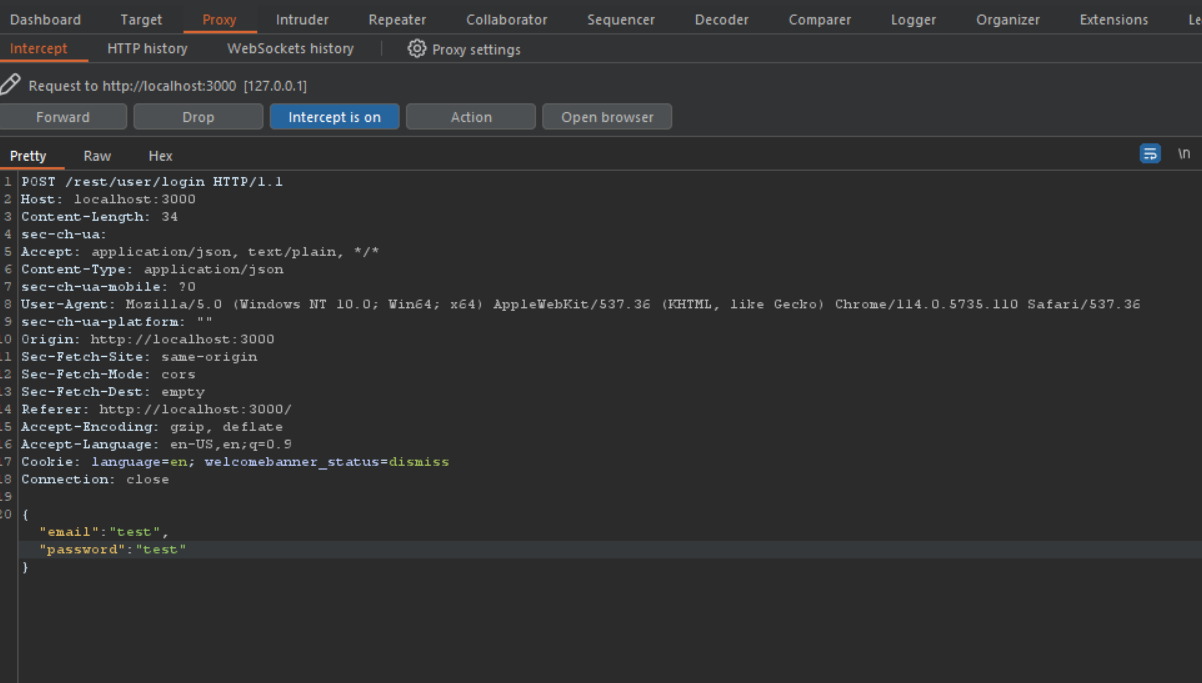 Dashboard Target Proxy Intruder Repeater Collaborator Sequencer Decoder Comparer Logger Organizer Extensions Le
Intercept HTTP history WebSockets history Proxy settings
Request to http://localhost:3000 [127.0.0.1]
Forward Drop Intercept is on Action Open browser
Pretty Raw Hex \n
1 POST /rest/user/login HTTP/1.1
2 Host: localhost:3000
3 Content-Length: 34
4 sec-ch-ua:
5 Accept: application/json, text/plain, */*
6 Content-Type: application/json
7 sec-ch-ua-mobile: ?0
8 User-Agent: Mozilla/5.0 (Windows NT 10.0; Win64; x64) AppleWebKit/537.36 (KHTML, like Gecko) Chrome/114.0.5735.110 Safari/537.36
9 sec-ch-ua-platform: ""
10 Origin: http://localhost:3000
11 Sec-Fetch-Site: same-origin
12 Sec-Fetch-Mode: cors
13 Sec-Fetch-Dest: empty
14 Referer: http://localhost:3000/
15 Accept-Encoding: gzip, deflate
16 Accept-Language: en-US,en;q=0.9
17 Cookie: language=en; welcomebanner_status=dismiss
18 Connection: close
19
20 {
"email":"test",
"password":"test"
}